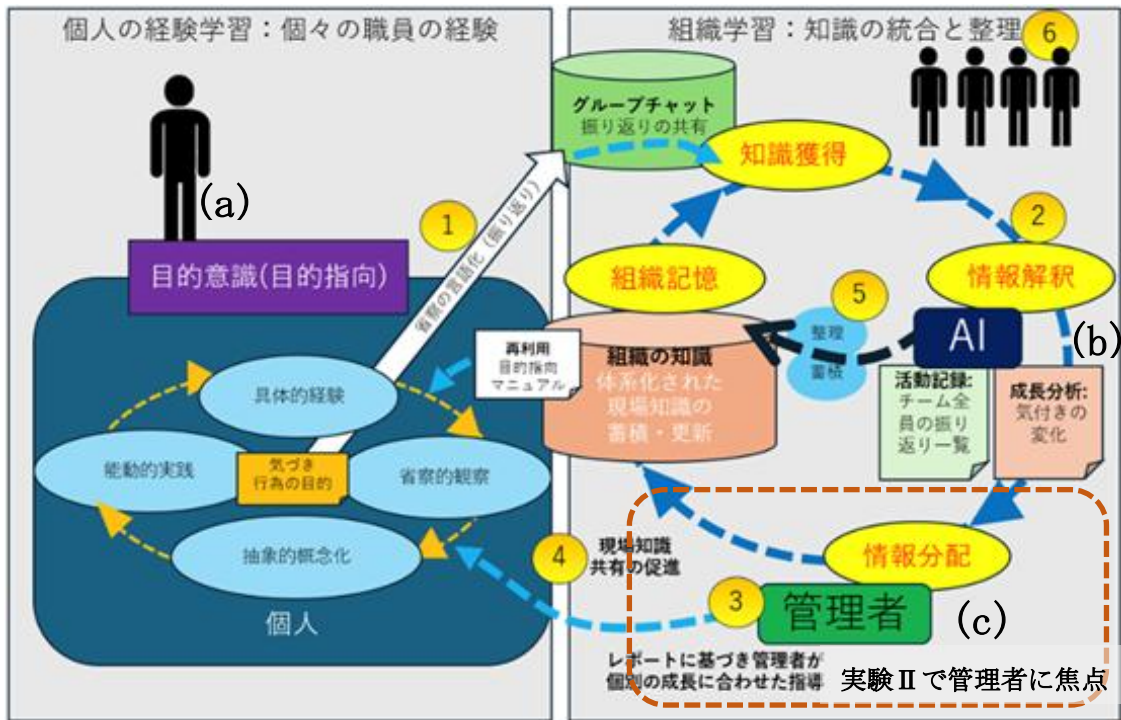 個人の経験学習：個々の職員の経験
(a)
目的意識(目的指向)
1
省察の言語化（振り返り）
具体的経験
能動的実践
気づき
行為の目的
省察的観察
抽象的概念化
個人
組織学習：知識の統合と整理
6
グループチャット
振り返りの共有
知識獲得
2
組織記憶
情報解釈
5
整理
蓄積
AI
(b)
再利用
目的指向
マニュアル
組織の知識
体系化された
現場知識の
蓄積・更新
活動記録:
チーム全
員の振り
返り一覧
成長分析:
気付きの
変化
4
現場知識
共有の促進
情報分配
3
管理者
(c)
レポートに基づき管理者が
個別の成長に合わせた指導
実験Ⅱで管理者に焦点